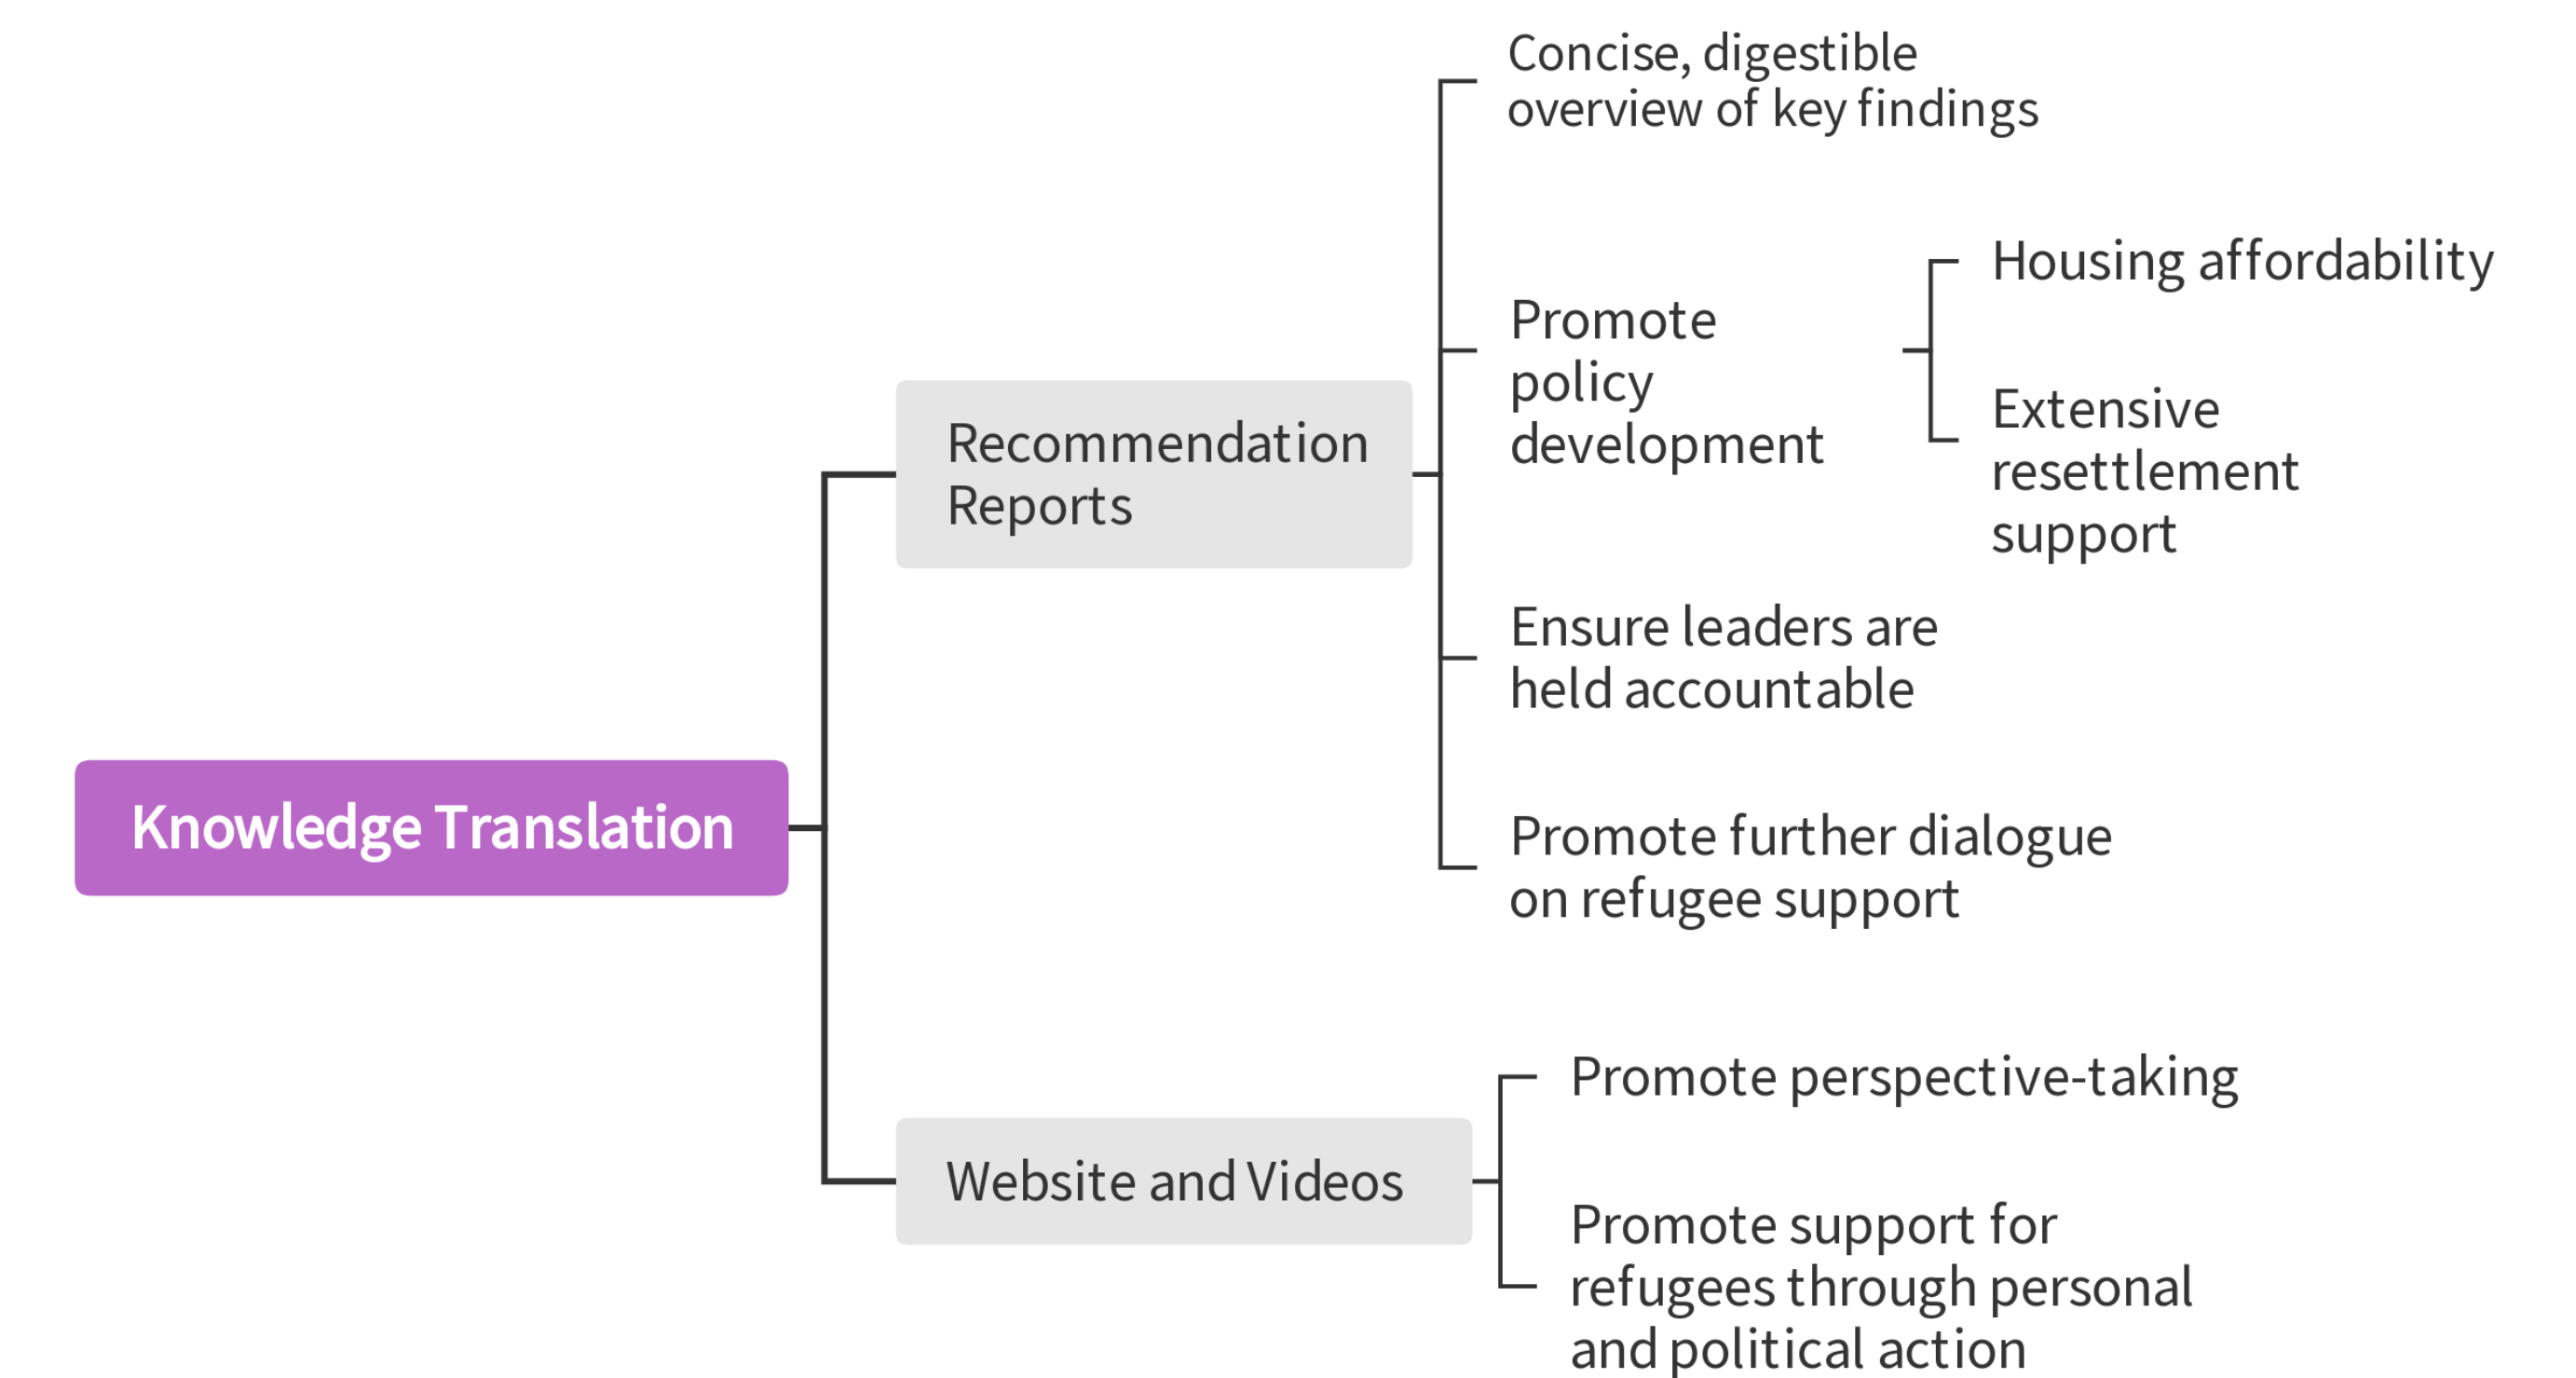 Concise, digestible
overview of key findings
Housing affordability
Promote
policy
development
Extensive
resettlement
support
Recommendation
Reports
Ensure leaders are
held accountable
Knowledge Translation
Promote further dialogue
on refugee support
Promote perspective-taking
Website and Videos
Promote support for
refugees through personal
and political action